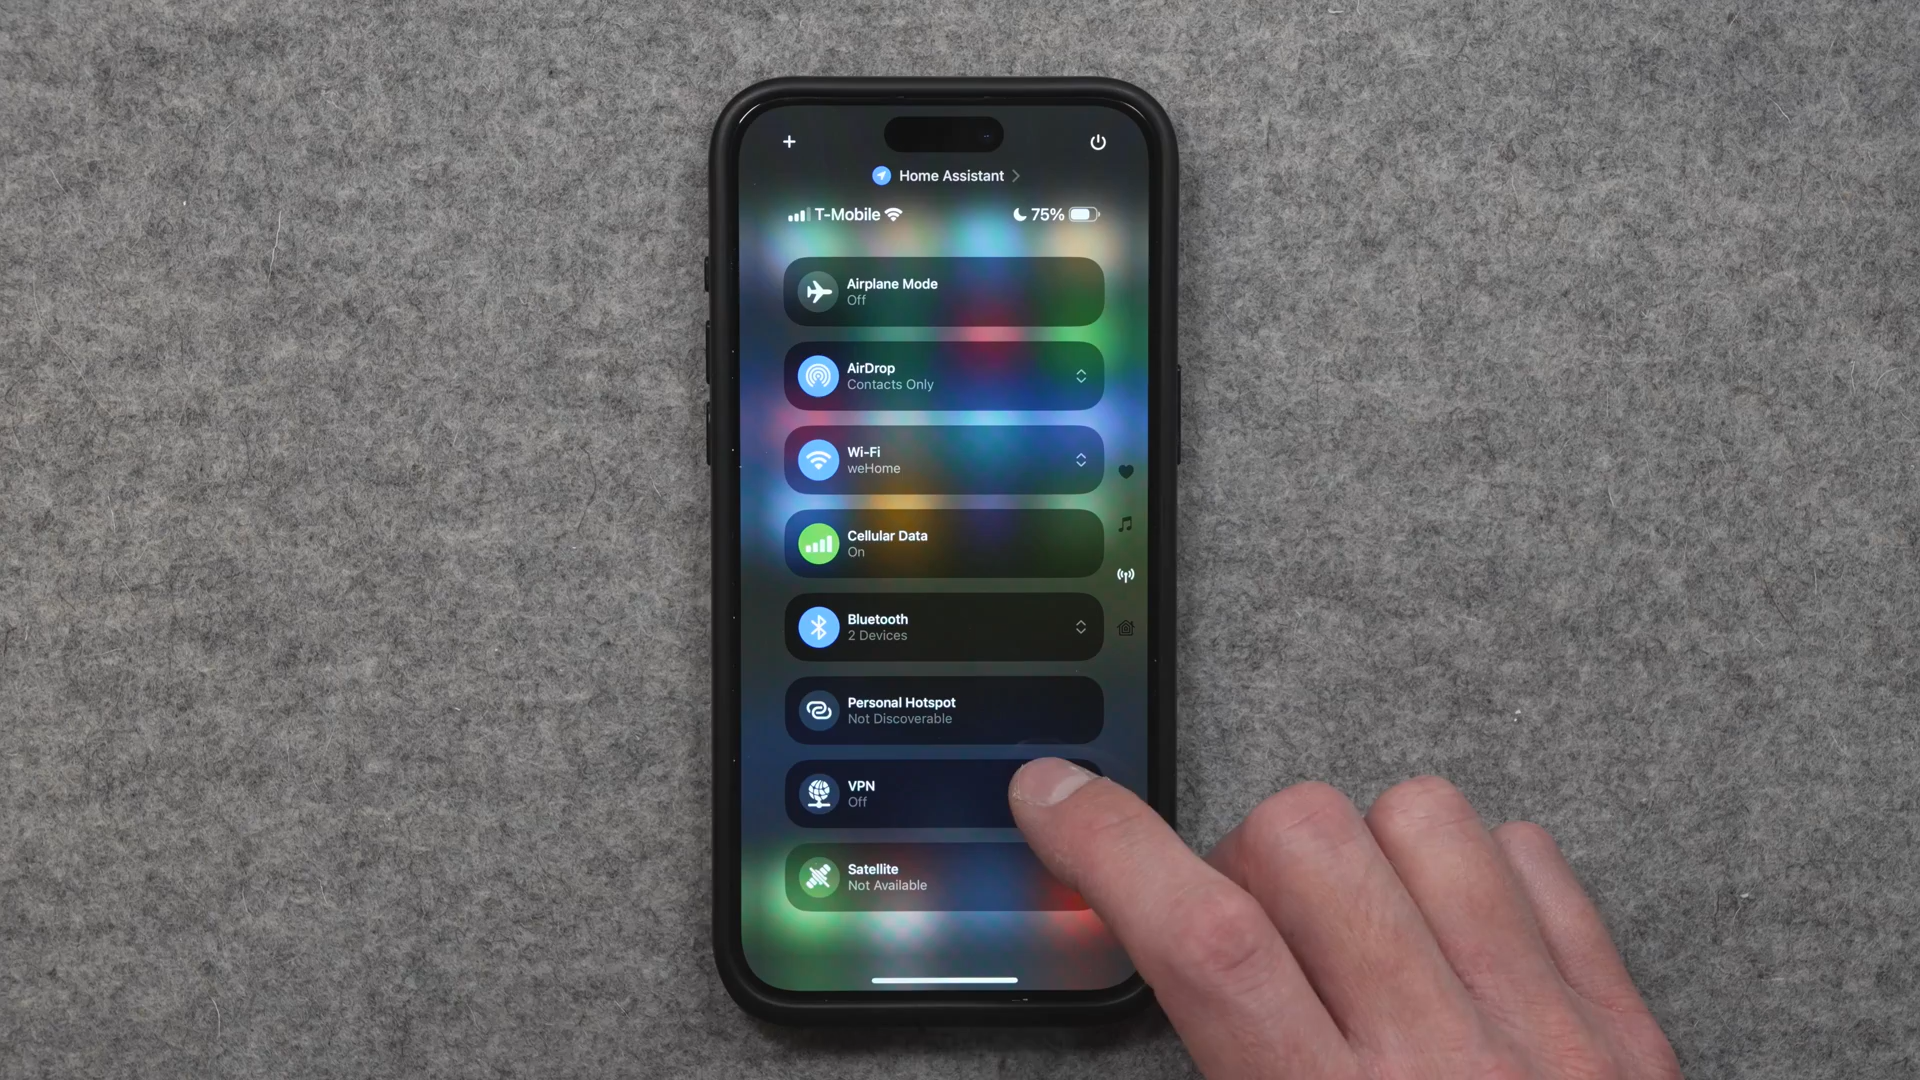 Home Assistant
T-Mobile 75%
Airplane Mode
Off
AirDrop
Contacts Only
Wi-Fi
weHome
Cellular Data
On
Bluetooth
2 Devices
Personal Hotspot
Not Discoverable
VPN
Off
Satellite
Not Available